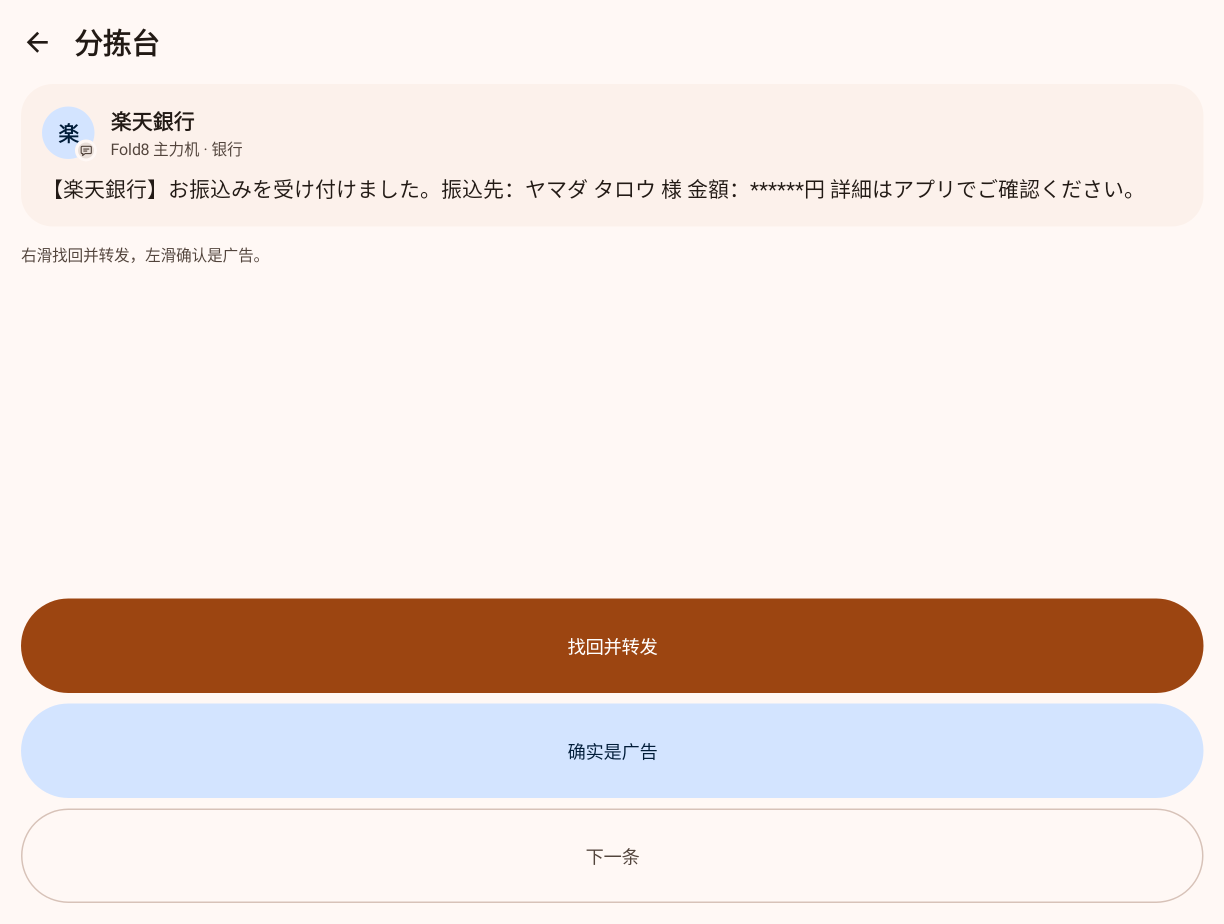 分拣台
楽
楽天銀行
Fold8 主力机 · 银行
【楽天銀行】お振込みを受け付けました。振込先：ヤマダ タロウ 様 金額：******円 詳細はアプリでご確認ください。
右滑找回并转发，左滑确认是广告。
找回并转发
确实是广告
下一条